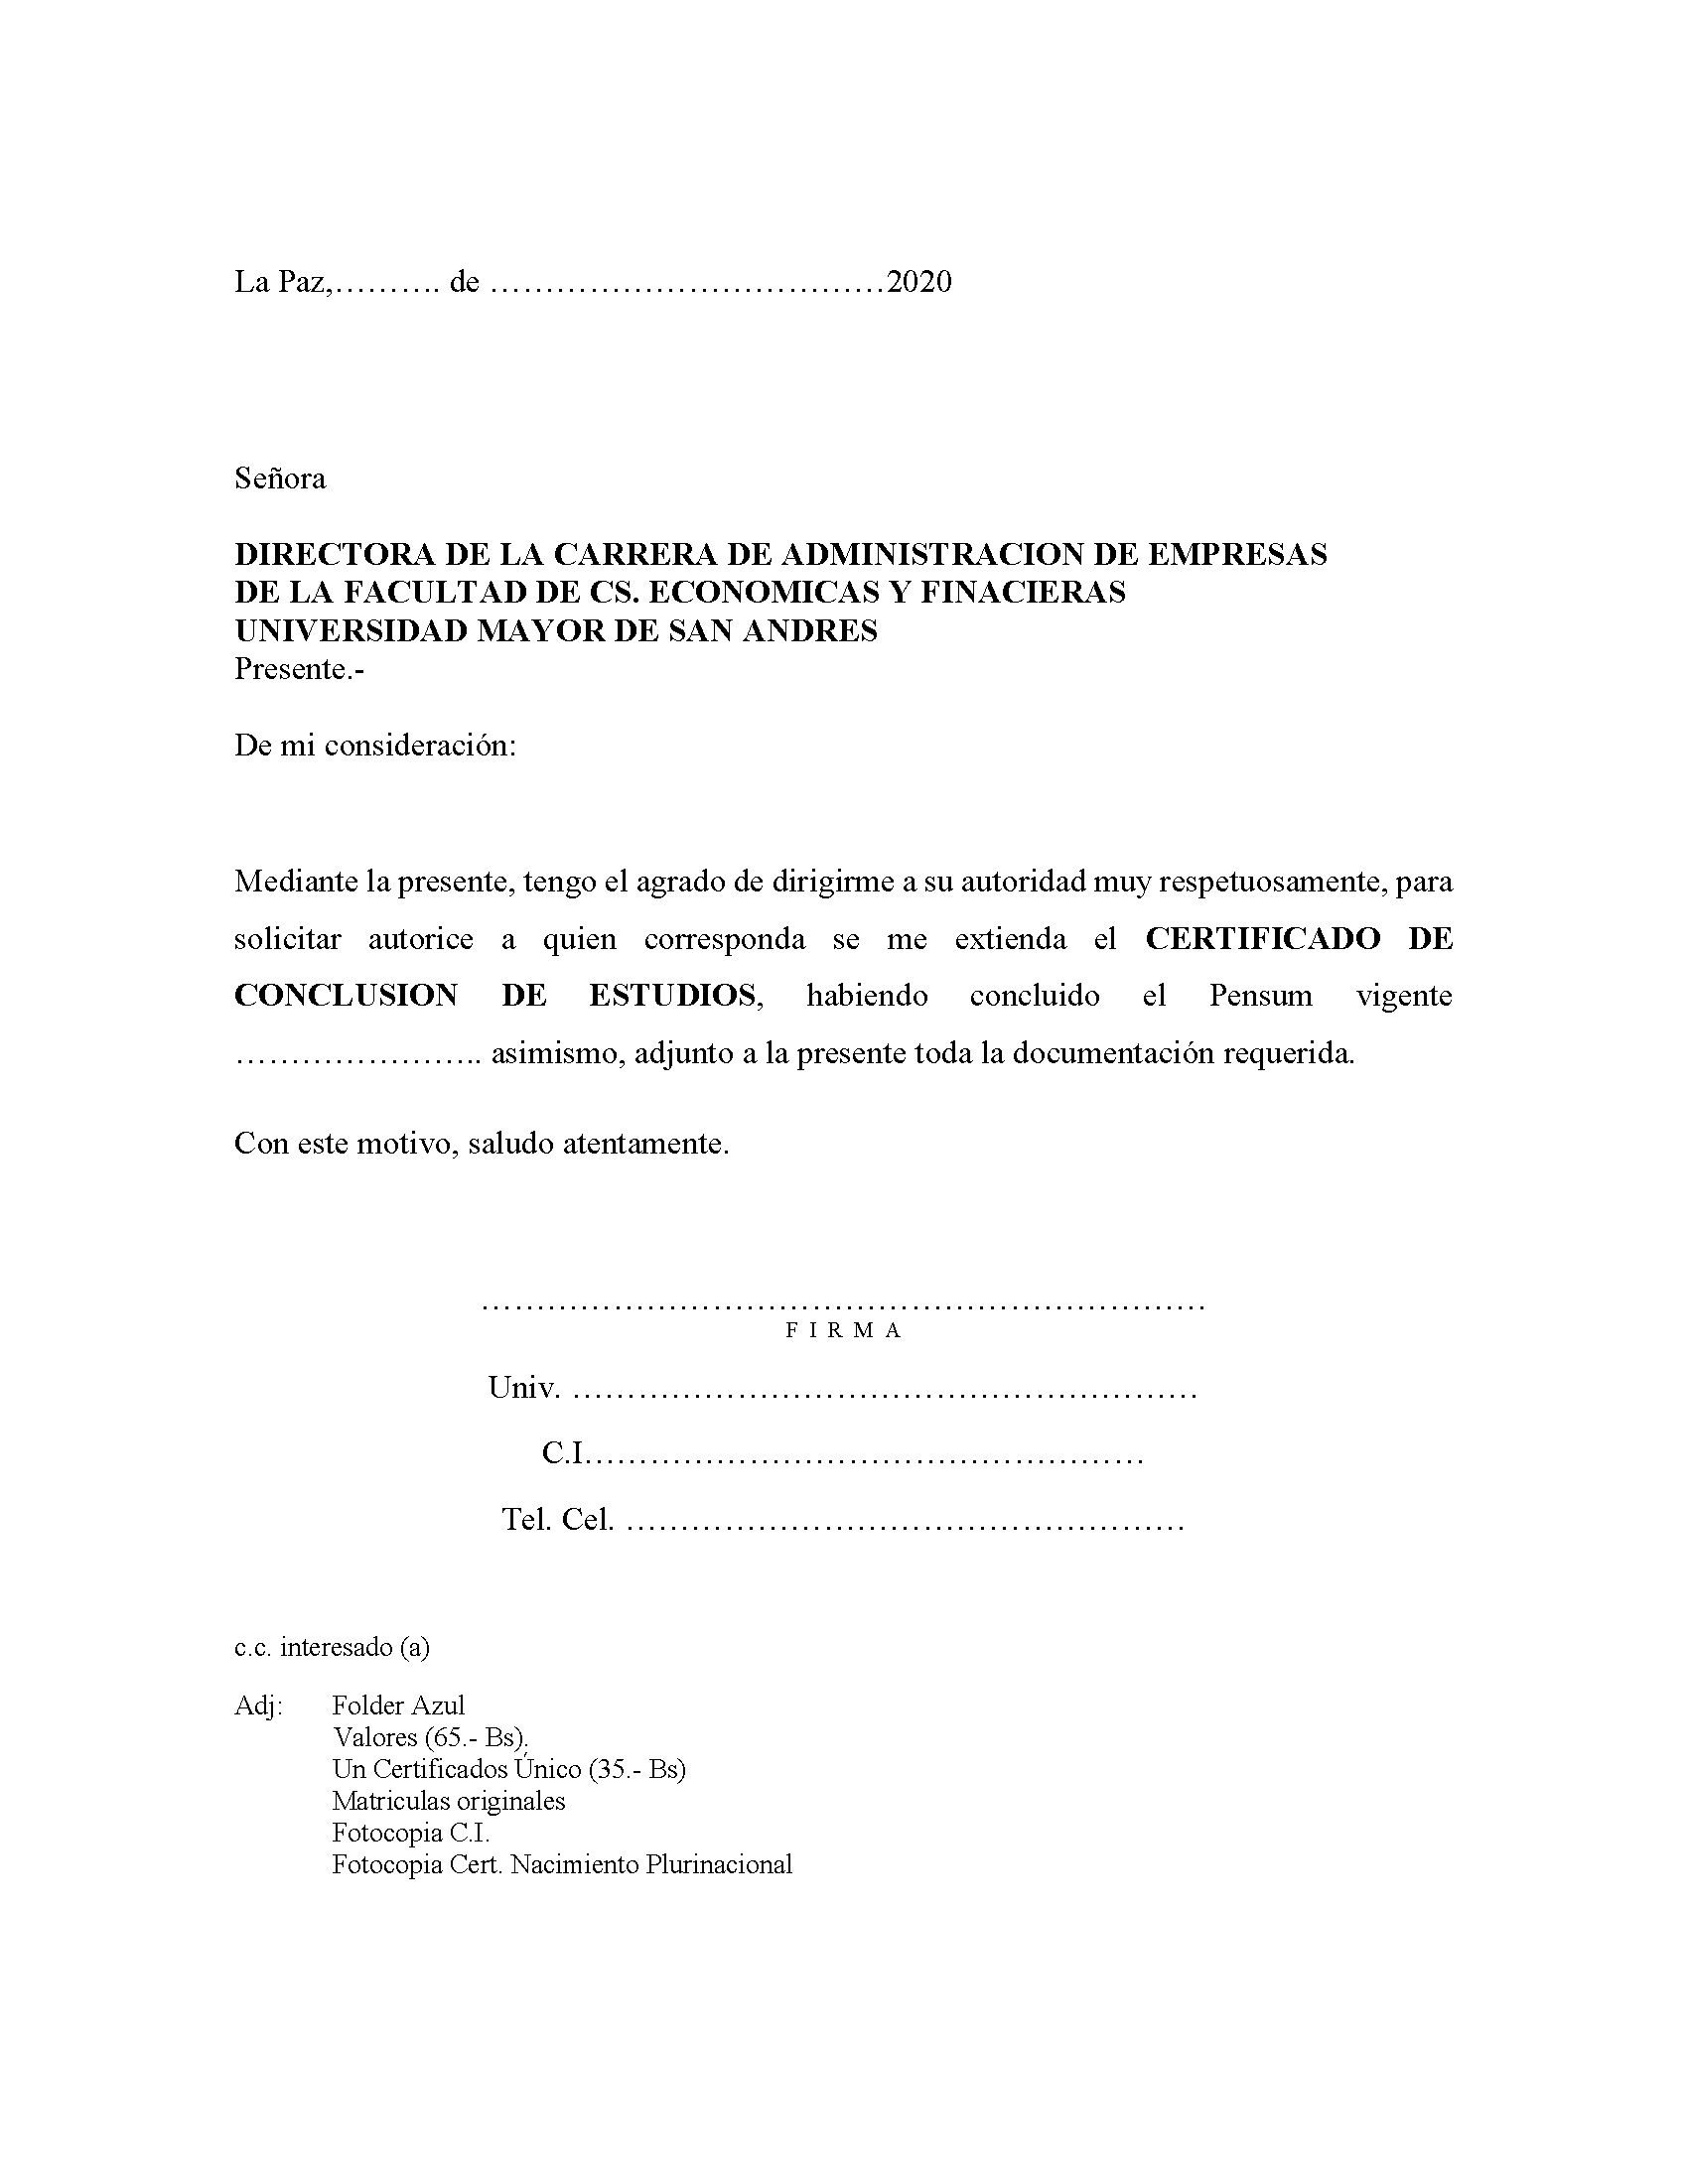 La Paz,………. de ………………………………2020
Señora
DIRECTORA DE LA CARRERA DE ADMINISTRACION DE EMPRESAS
DE LA FACULTAD DE CS. ECONOMICAS Y FINACIERAS
UNIVERSIDAD MAYOR DE SAN ANDRES
Presente.-
De mi consideración:
Mediante la presente, tengo el agrado de dirigirme a su autoridad muy respetuosamente, para
solicitar autorice a quien corresponda se me extienda el CERTIFICADO DE
CONCLUSION DE ESTUDIOS, habiendo concluido el Pensum vigente
………………….. asimismo, adjunto a la presente toda la documentación requerida.
Con este motivo, saludo atentamente.
…………………………………………………………
F I R M A
Univ. …………………………………………………
C.I……………………………………………
Tel. Cel. ……………………………………………
c.c. interesado (a)
Adj: Folder Azul
Valores (65.- Bs).
Un Certificados Único (35.- Bs)
Matriculas originales
Fotocopia C.I.
Fotocopia Cert. Nacimiento Plurinacional